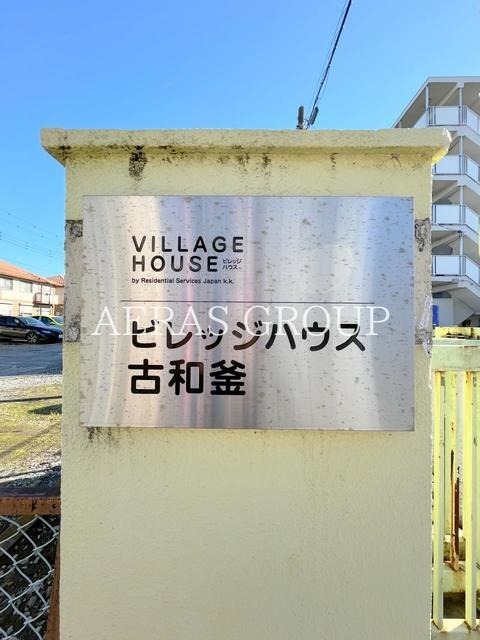 VILLAGE
HOUSE ビレッジ
ハウス
by Residential Services Japan k.k.
AERAS GROUP
ビレッジハウス
古和釜